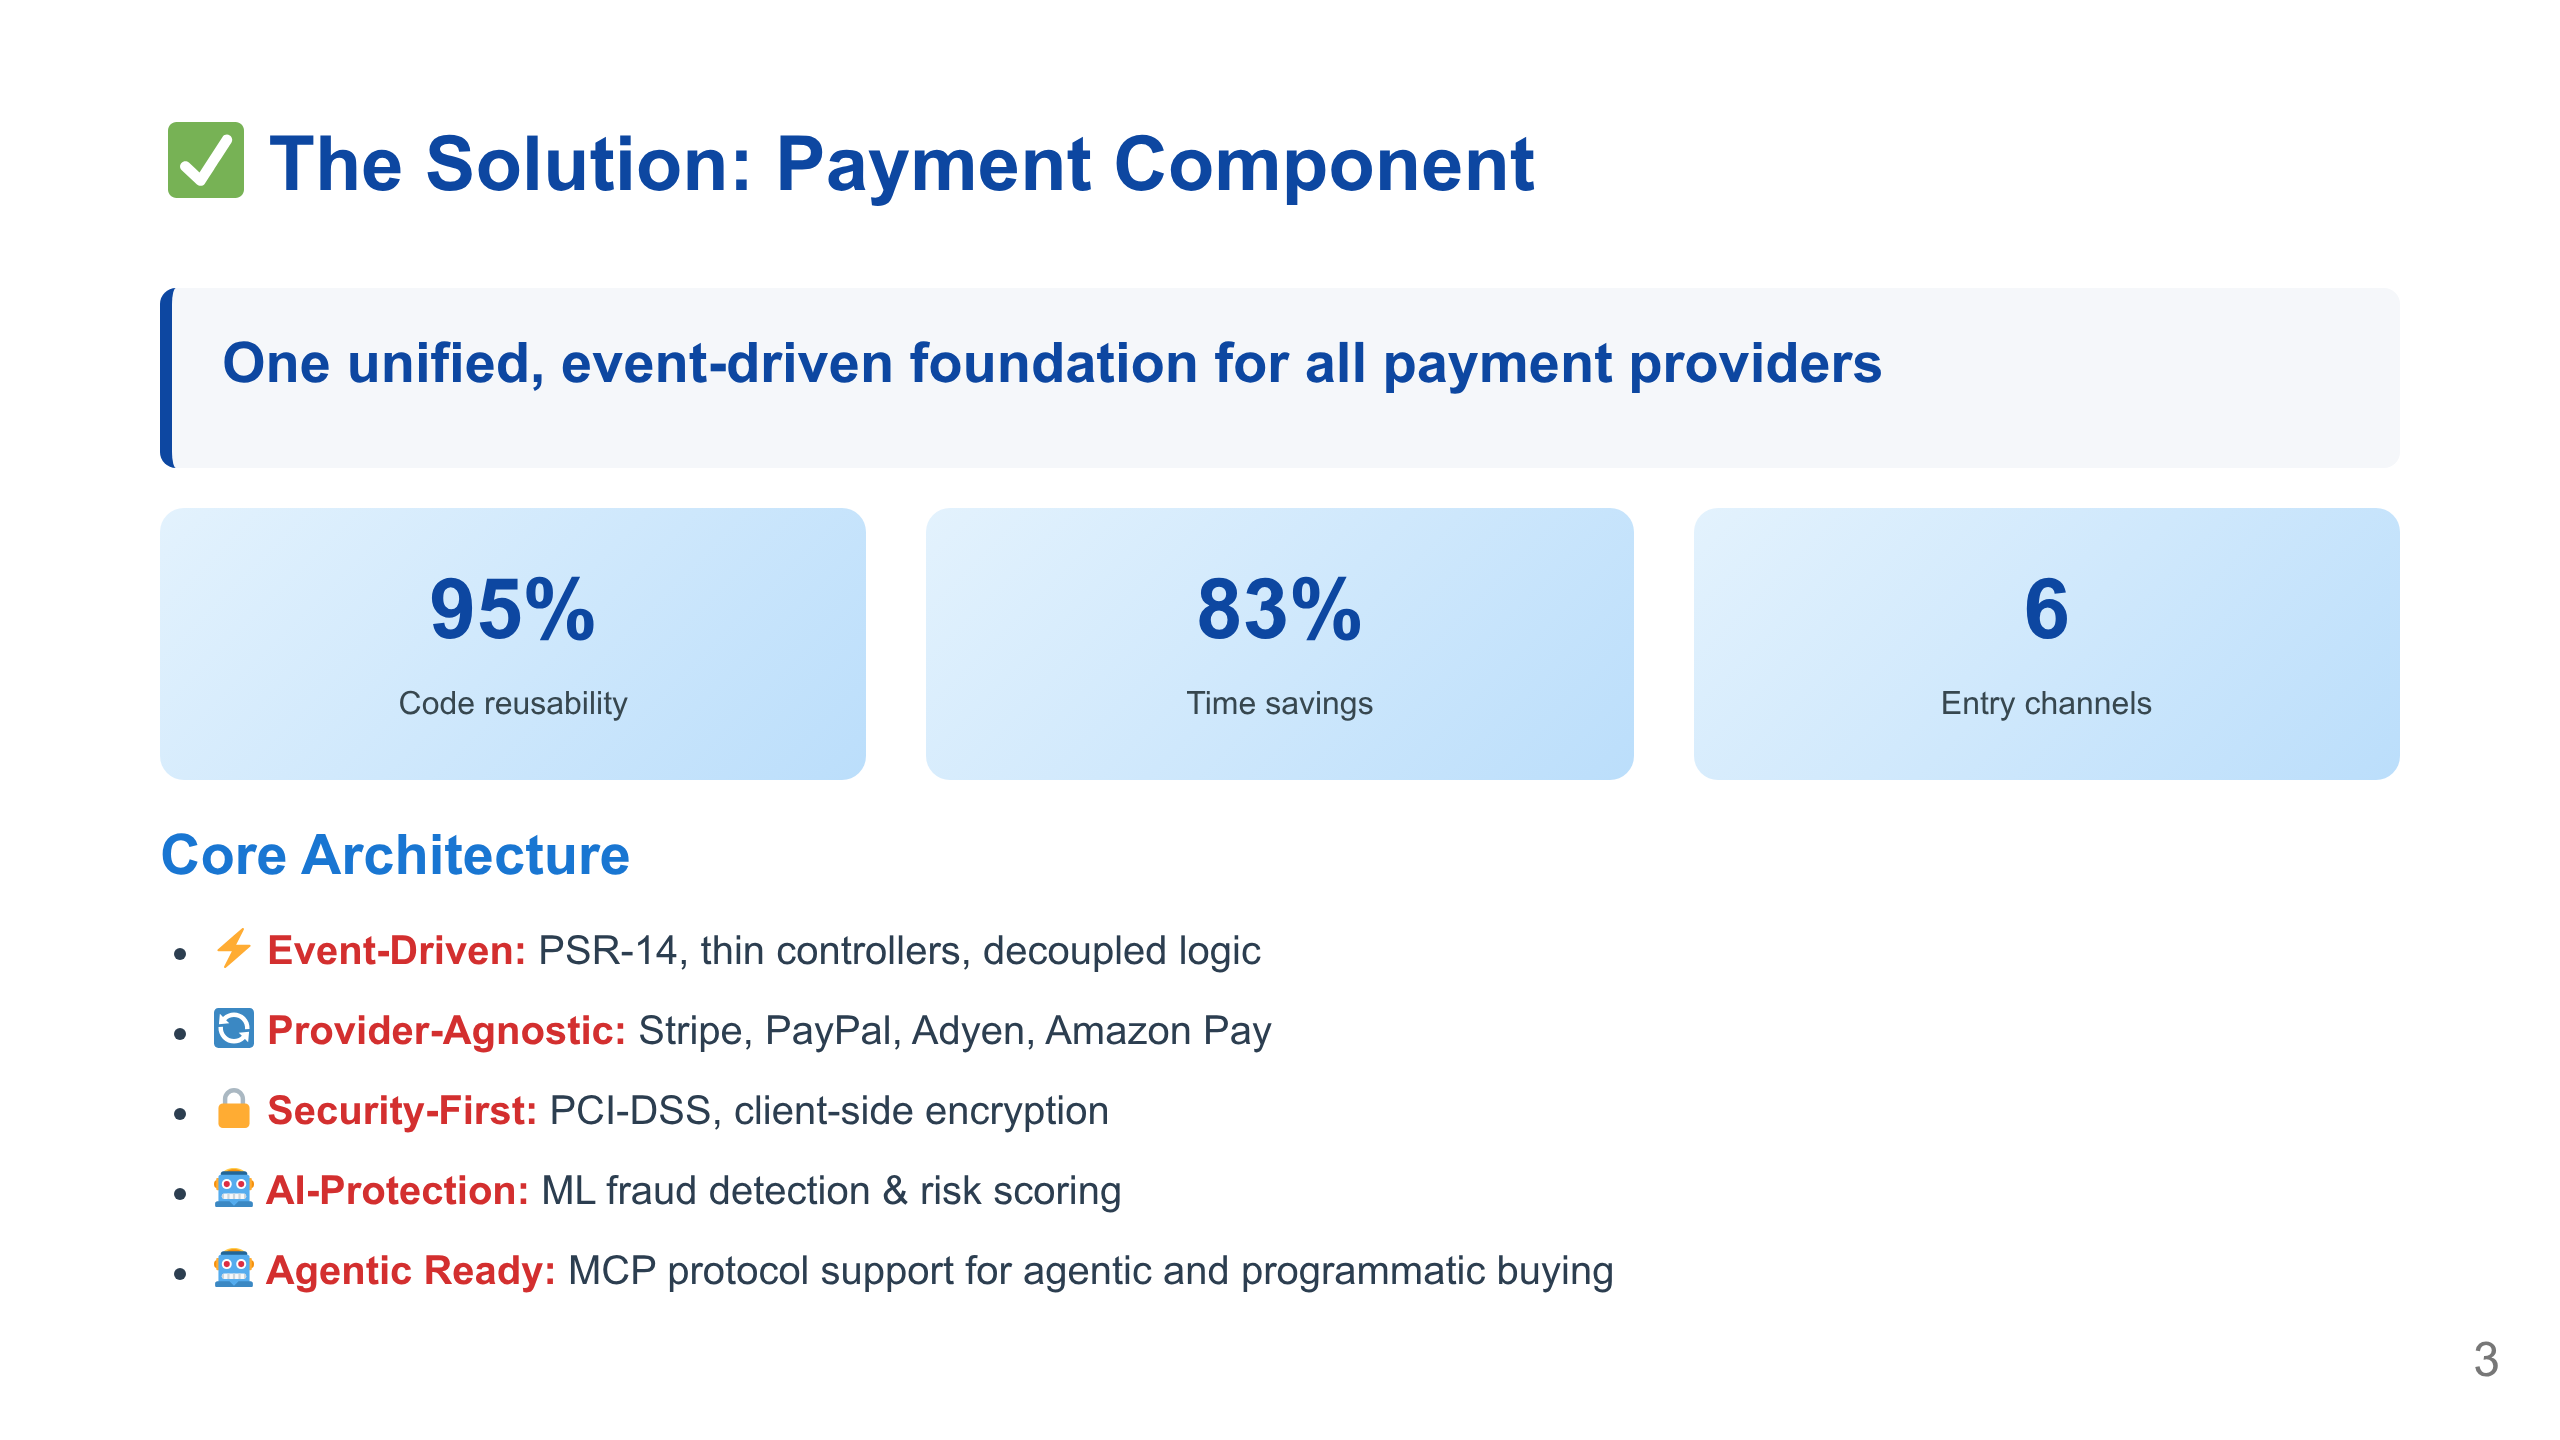 ✅ The Solution: Payment Component
One unified, event-driven foundation for all payment providers
95%
Code reusability
83%
Time savings
6
Entry channels
Core Architecture
• ⚡ Event-Driven: PSR-14, thin controllers, decoupled logic
• 🔄 Provider-Agnostic: Stripe, PayPal, Adyen, Amazon Pay
• 🔒 Security-First: PCI-DSS, client-side encryption
• 🤖 AI-Protection: ML fraud detection & risk scoring
• 🤖 Agentic Ready: MCP protocol support for agentic and programmatic buying
3